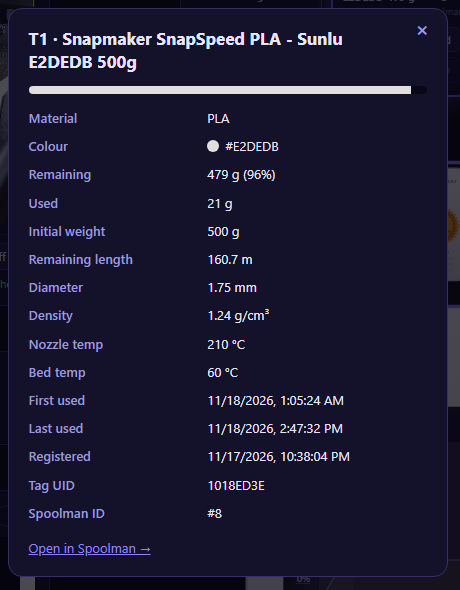 T1 · Snapmaker SnapSpeed PLA - Sunlu
E2DEDB 500g
×
Material PLA
Colour #E2DEDB
Remaining 479 g (96%)
Used 21 g
Initial weight 500 g
Remaining length 160.7 m
Diameter 1.75 mm
Density 1.24 g/cm³
Nozzle temp 210 °C
Bed temp 60 °C
First used 11/18/2026, 1:05:24 AM
Last used 11/18/2026, 2:47:32 PM
Registered 11/17/2026, 10:38:04 PM
Tag UID 1018ED3E
Spoolman ID #8
Open in Spoolman →
0%